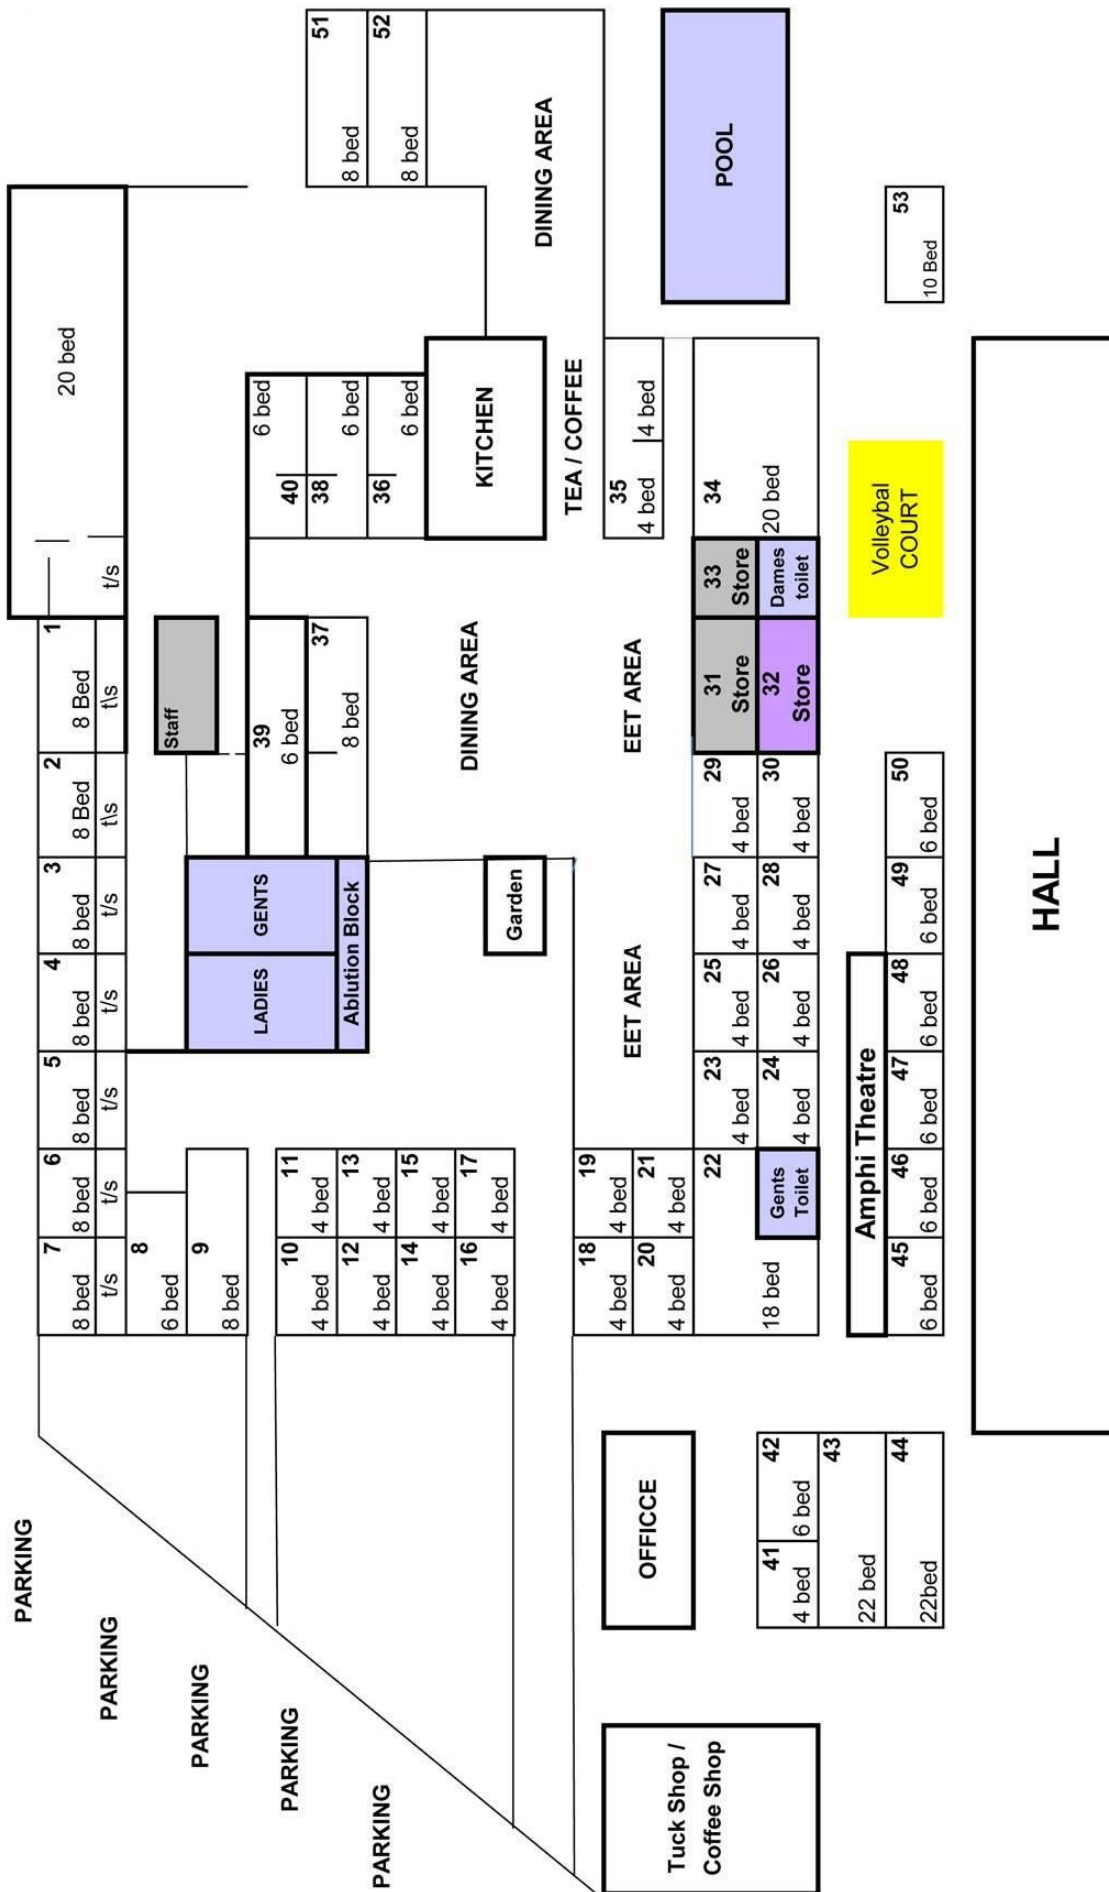 PARKING
PARKING
PARKING
PARKING
PARKING
7
8 bed
t/s
6
8 bed
t/s
5
8 bed
t/s
4
8 bed
t/s
3
8 bed
t/s
2
8 Bed
t\s
1
8 Bed
t\s
t/s
20 bed
8
6 bed
9
8 bed
Staff
LADIES
GENTS
Ablution Block
39
6 bed
37
8 bed
40
6 bed
38
6 bed
36
6 bed
51
8 bed
52
8 bed
10
4 bed
11
4 bed
12
4 bed
13
4 bed
14
4 bed
15
4 bed
16
4 bed
17
4 bed
Garden
DINING AREA
KITCHEN
DINING AREA
TEA / COFFEE
18
4 bed
19
4 bed
20
4 bed
21
4 bed
EET AREA
EET AREA
35
4 bed
4 bed
Tuck Shop /
Coffee Shop
OFFICCE
22
18 bed
Gents
Toilet
23
4 bed
24
4 bed
25
4 bed
26
4 bed
27
4 bed
28
4 bed
29
4 bed
30
4 bed
31
Store
32
Store
33
Store
Dames
toilet
34
20 bed
POOL
41
4 bed
42
6 bed
43
22 bed
44
22bed
Amphi Theatre
Volleybal
COURT
45
6 bed
46
6 bed
47
6 bed
48
6 bed
49
6 bed
50
6 bed
53
10 Bed
HALL